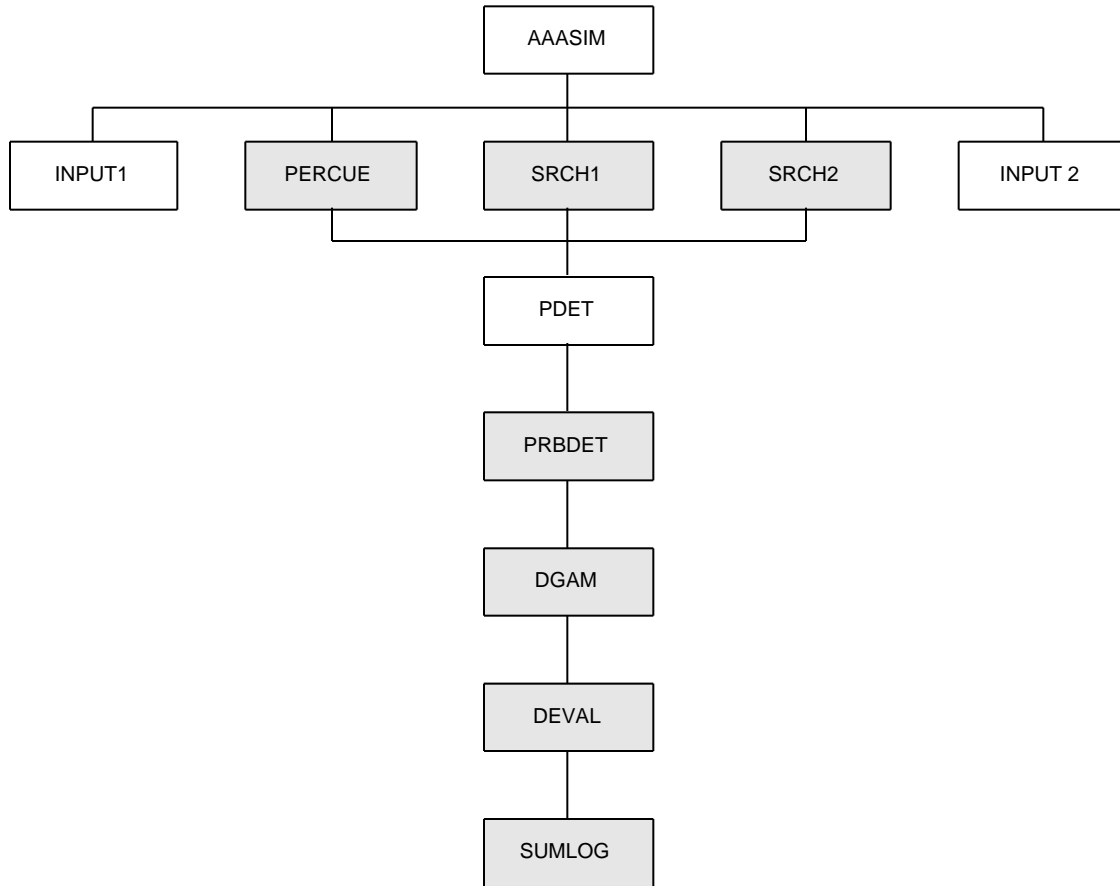 AAASIM
INPUT1
PERCUE
SRCH1
SRCH2
INPUT 2
PDET
PRBDET
DGAM
DEVAL
SUMLOG